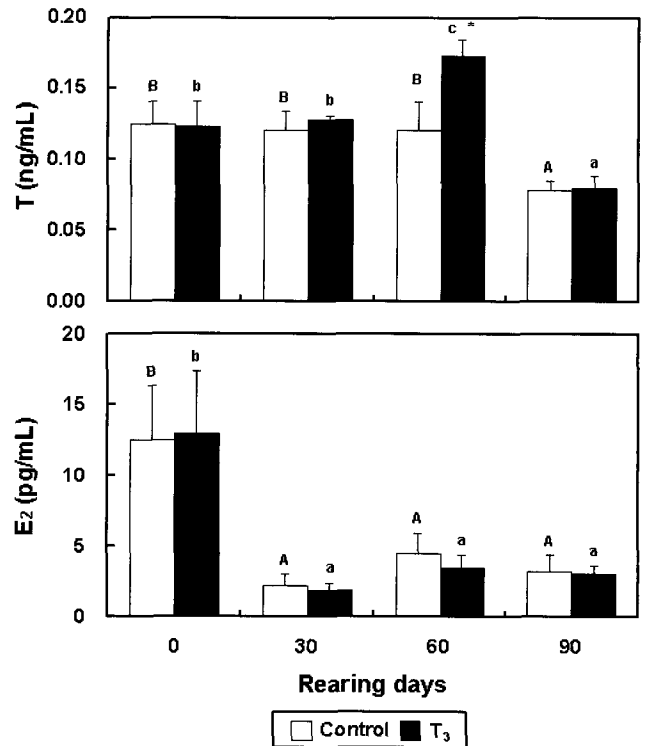 0.20
0.15
0.10
0.05
0.00
T (ng/mL)
B b B b B c * A a
20
15
10
5
0
E2 (pg/mL)
B b A a A a A a
0 30 60 90
Rearing days
Control T3